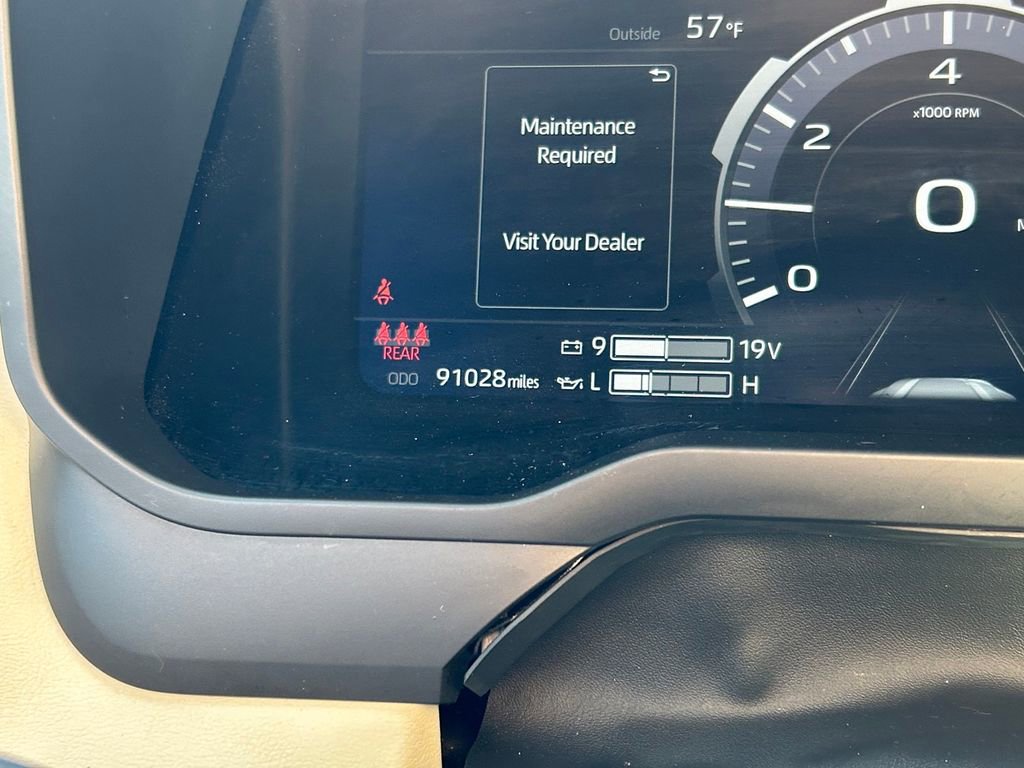 Outside 57°F
Maintenance
Required
Visit Your Dealer
4
x1000 RPM
2
0
0
REAR
ODO 91028 miles
9 19V
L H